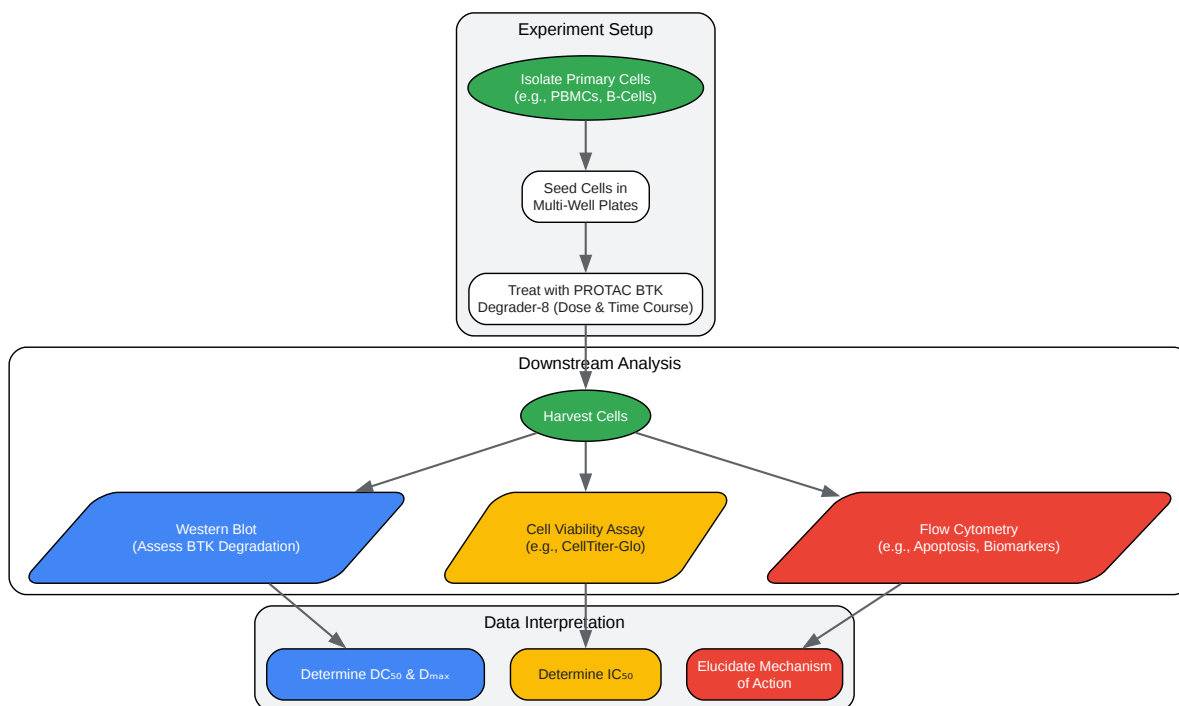 Experiment Setup
Isolate Primary Cells
(e.g., PBMCs, B-Cells)
Seed Cells in
Multi-Well Plates
Treat with PROTAC BTK
Degrader-8 (Dose & Time Course)
Downstream Analysis
Harvest Cells
Western Blot
(Assess BTK Degradation)
Cell Viability Assay
(e.g., CellTiter-Glo)
Flow Cytometry
(e.g., Apoptosis, Biomarkers)
Data Interpretation
Determine DC₅₀ & Dₘₐₓ
Determine IC₅₀
Elucidate Mechanism
of Action